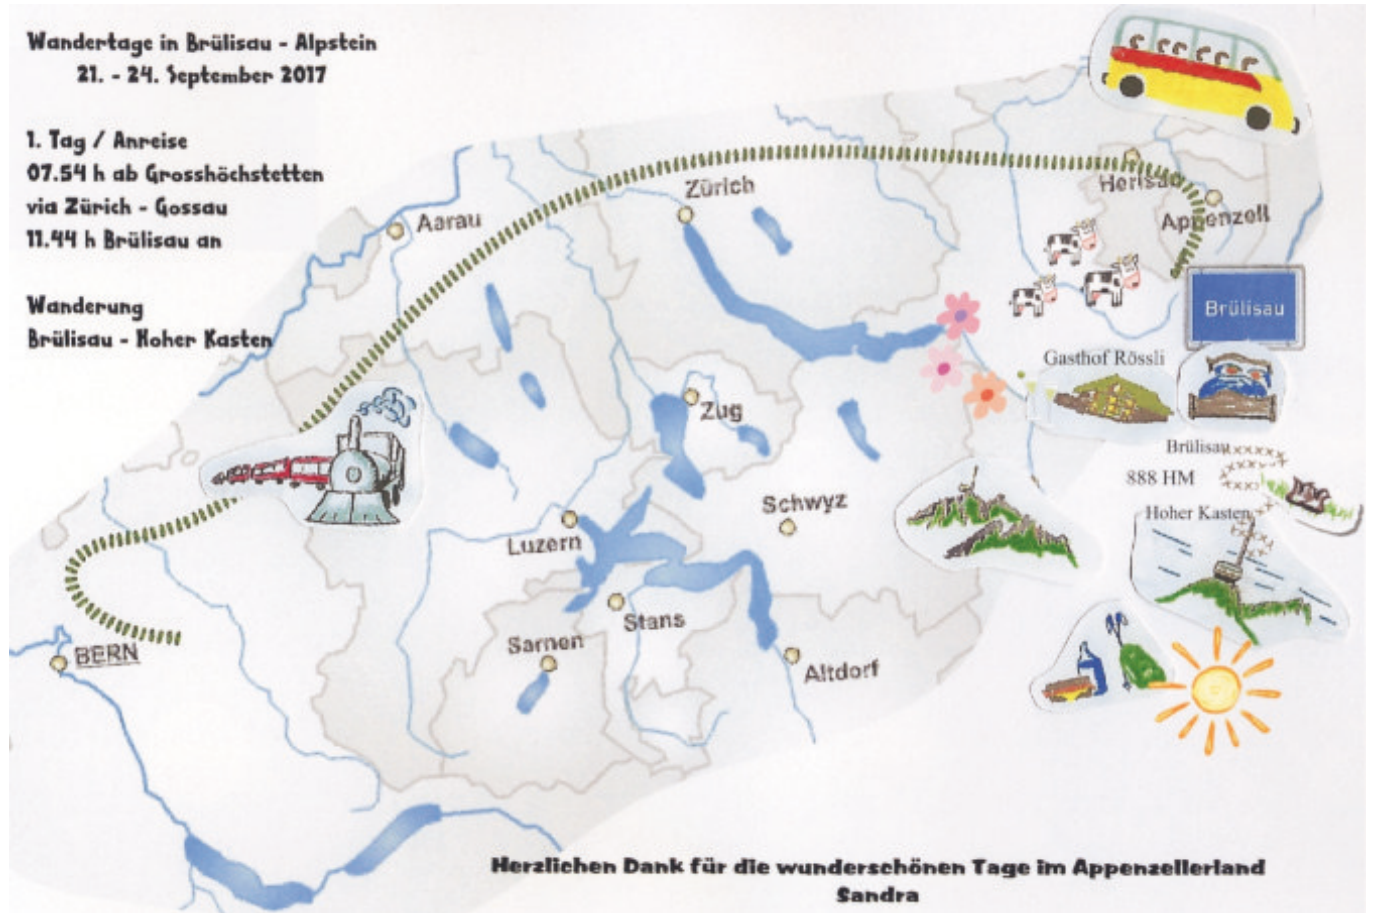 Wandertage in Brülisau - Alpstein
21. - 24. September 2017
1. Tag / Anreise
07.54 h ab Grosshöchstetten
via Zürich - Gossau
11.44 h Brülisau an
Wanderung
Brülisau - Hoher Kasten
Aarau
Zürich
Herisau
Appenzell
Brülisau
Gasthof Rössli
Zug
Brülisau
888 HM
Hoher Kasten
Schwyz
Luzern
Stans
Sarnen
Altdorf
BERN
Herzlichen Dank für die wunderschönen Tage im Appenzellerland
Sandra